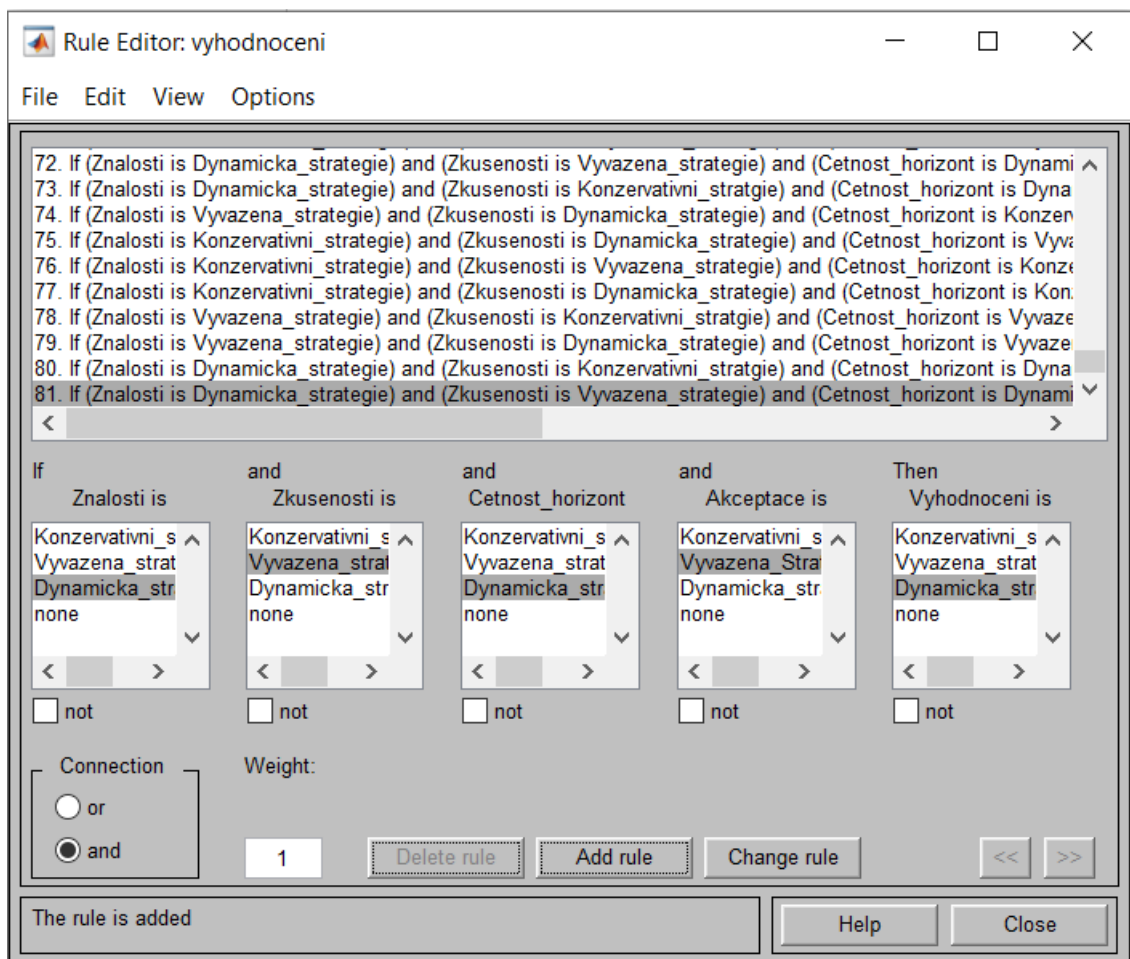 Rule Editor: vyhodnoceni
File Edit View Options
72. If (Znalosti is Dynamicka_strategie) and (Zkusenosti is Vyvazena_strategie) and (Cetnost_horizont is Dynami
73. If (Znalosti is Dynamicka_strategie) and (Zkusenosti is Konzervativni_stratgie) and (Cetnost_horizont is Dyna
74. If (Znalosti is Vyvazena_strategie) and (Zkusenosti is Dynamicka_strategie) and (Cetnost_horizont is Konzerv
75. If (Znalosti is Konzervativni_strategie) and (Zkusenosti is Dynamicka_strategie) and (Cetnost_horizont is Vyva
76. If (Znalosti is Konzervativni_strategie) and (Zkusenosti is Vyvazena_strategie) and (Cetnost_horizont is Konze
77. If (Znalosti is Konzervativni_strategie) and (Zkusenosti is Dynamicka_strategie) and (Cetnost_horizont is Kon
78. If (Znalosti is Vyvazena_strategie) and (Zkusenosti is Konzervativni_stratgie) and (Cetnost_horizont is Vyvaze
79. If (Znalosti is Vyvazena_strategie) and (Zkusenosti is Dynamicka_strategie) and (Cetnost_horizont is Vyvaze
80. If (Znalosti is Dynamicka_strategie) and (Zkusenosti is Konzervativni_stratgie) and (Cetnost_horizont is Dyna
81. If (Znalosti is Dynamicka_strategie) and (Zkusenosti is Vyvazena_strategie) and (Cetnost_horizont is Dynami
If and and and Then
Znalosti is Zkusenosti is Cetnost_horizont Akceptace is Vyhodnoceni is
Konzervativni_s Konzervativni_s Konzervativni_s Konzervativni_s Konzervativni_s
Vyvazena_strat Vyvazena_strat Vyvazena_strat Vyvazena_Stra Vyvazena_strat
Dynamicka_str Dynamicka_str Dynamicka_str Dynamicka_str Dynamicka_str
none none none none none
not not not not not
Connection Weight:
or
and 1 Delete rule Add rule Change rule << >>
The rule is added Help Close